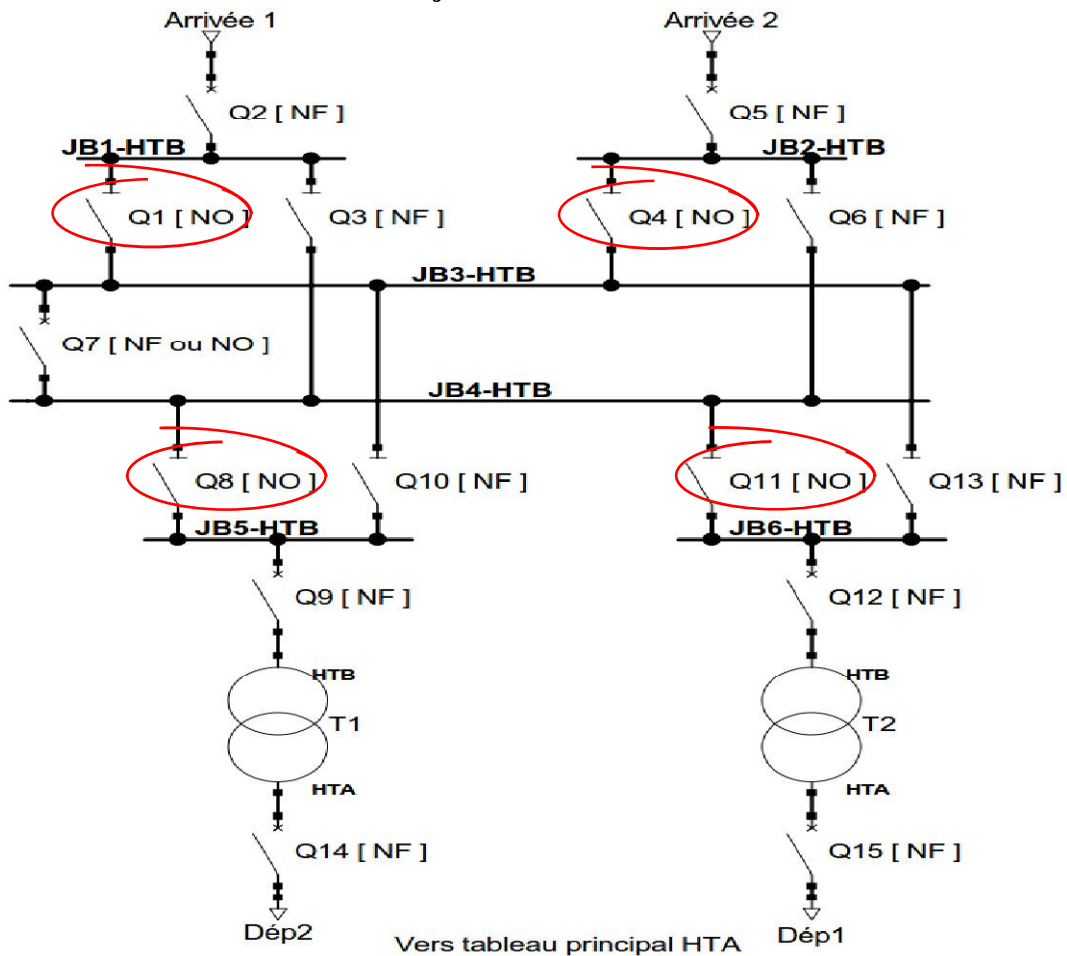 Arrivée 1 Arrivée 2
Q2 [ NF ] Q5 [ NF ]
JB1-HTB JB2-HTB
Q1 [ NO ] Q3 [ NF ] Q4 [ NO ] Q6 [ NF ]
JB3-HTB
Q7 [ NF ou NO ]
JB4-HTB
Q8 [ NO ] Q10 [ NF ] Q11 [ NO ] Q13 [ NF ]
JB5-HTB JB6-HTB
Q9 [ NF ] Q12 [ NF ]
HTB HTB
T1 T2
HTA HTA
Q14 [ NF ] Q15 [ NF ]
Dép2 Vers tableau principal HTA Dép1